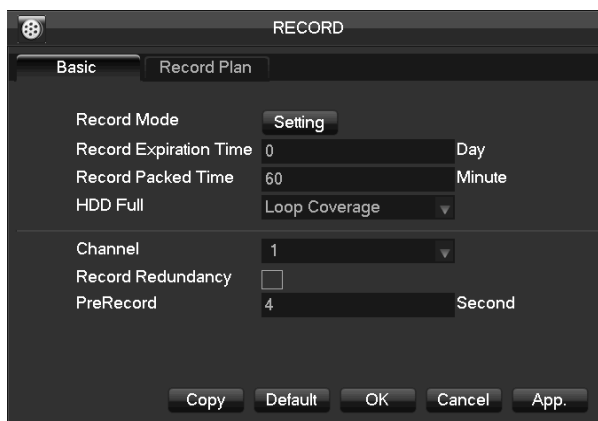 RECORD
Basic Record Plan
Record Mode Setting
Record Expiration Time 0 Day
Record Packed Time 60 Minute
HDD Full Loop Coverage
Channel 1
Record Redundancy
PreRecord 4 Second
Copy Default OK Cancel App.